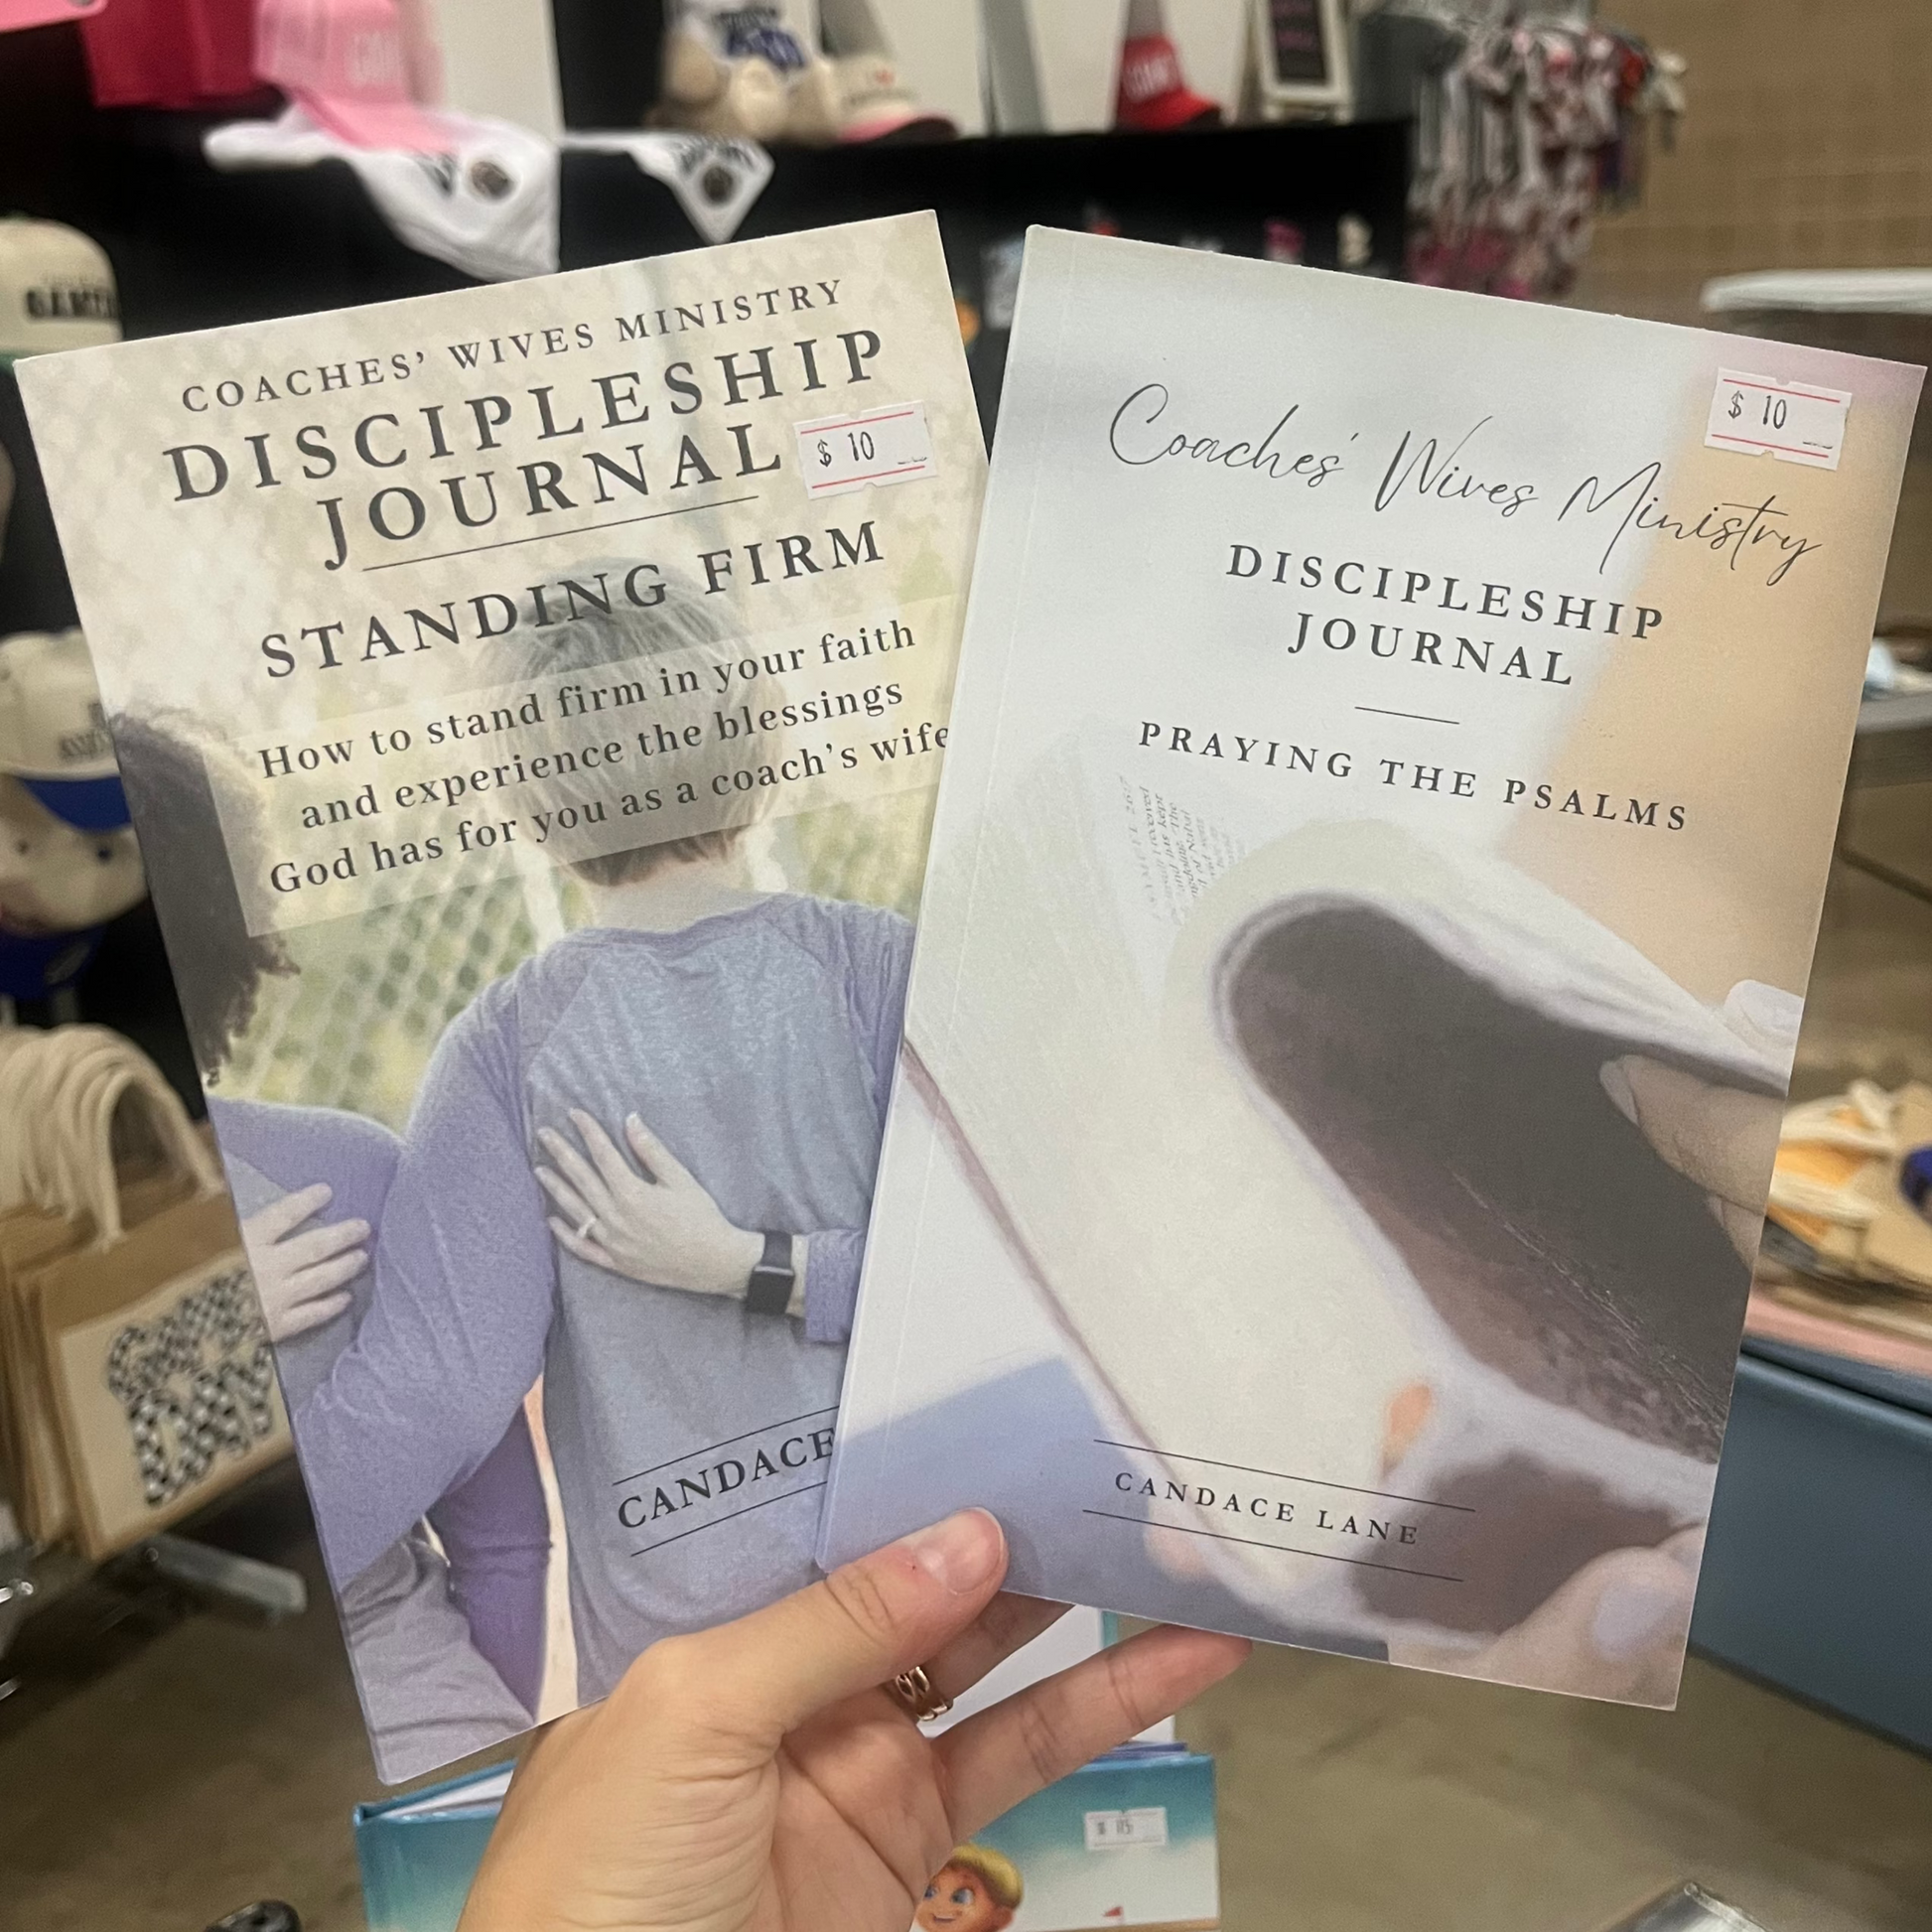 COACHES' WIVES MINISTRY
DISCIPLESHIP
JOURNAL
$ 10
STANDING FIRM
How to stand firm in your faith
and experience the blessings
God has for you as a coach's wife
CANDACE
Coaches' Wives Ministry
$ 10
DISCIPLESHIP
JOURNAL
PRAYING THE PSALMS
CANDACE LANE